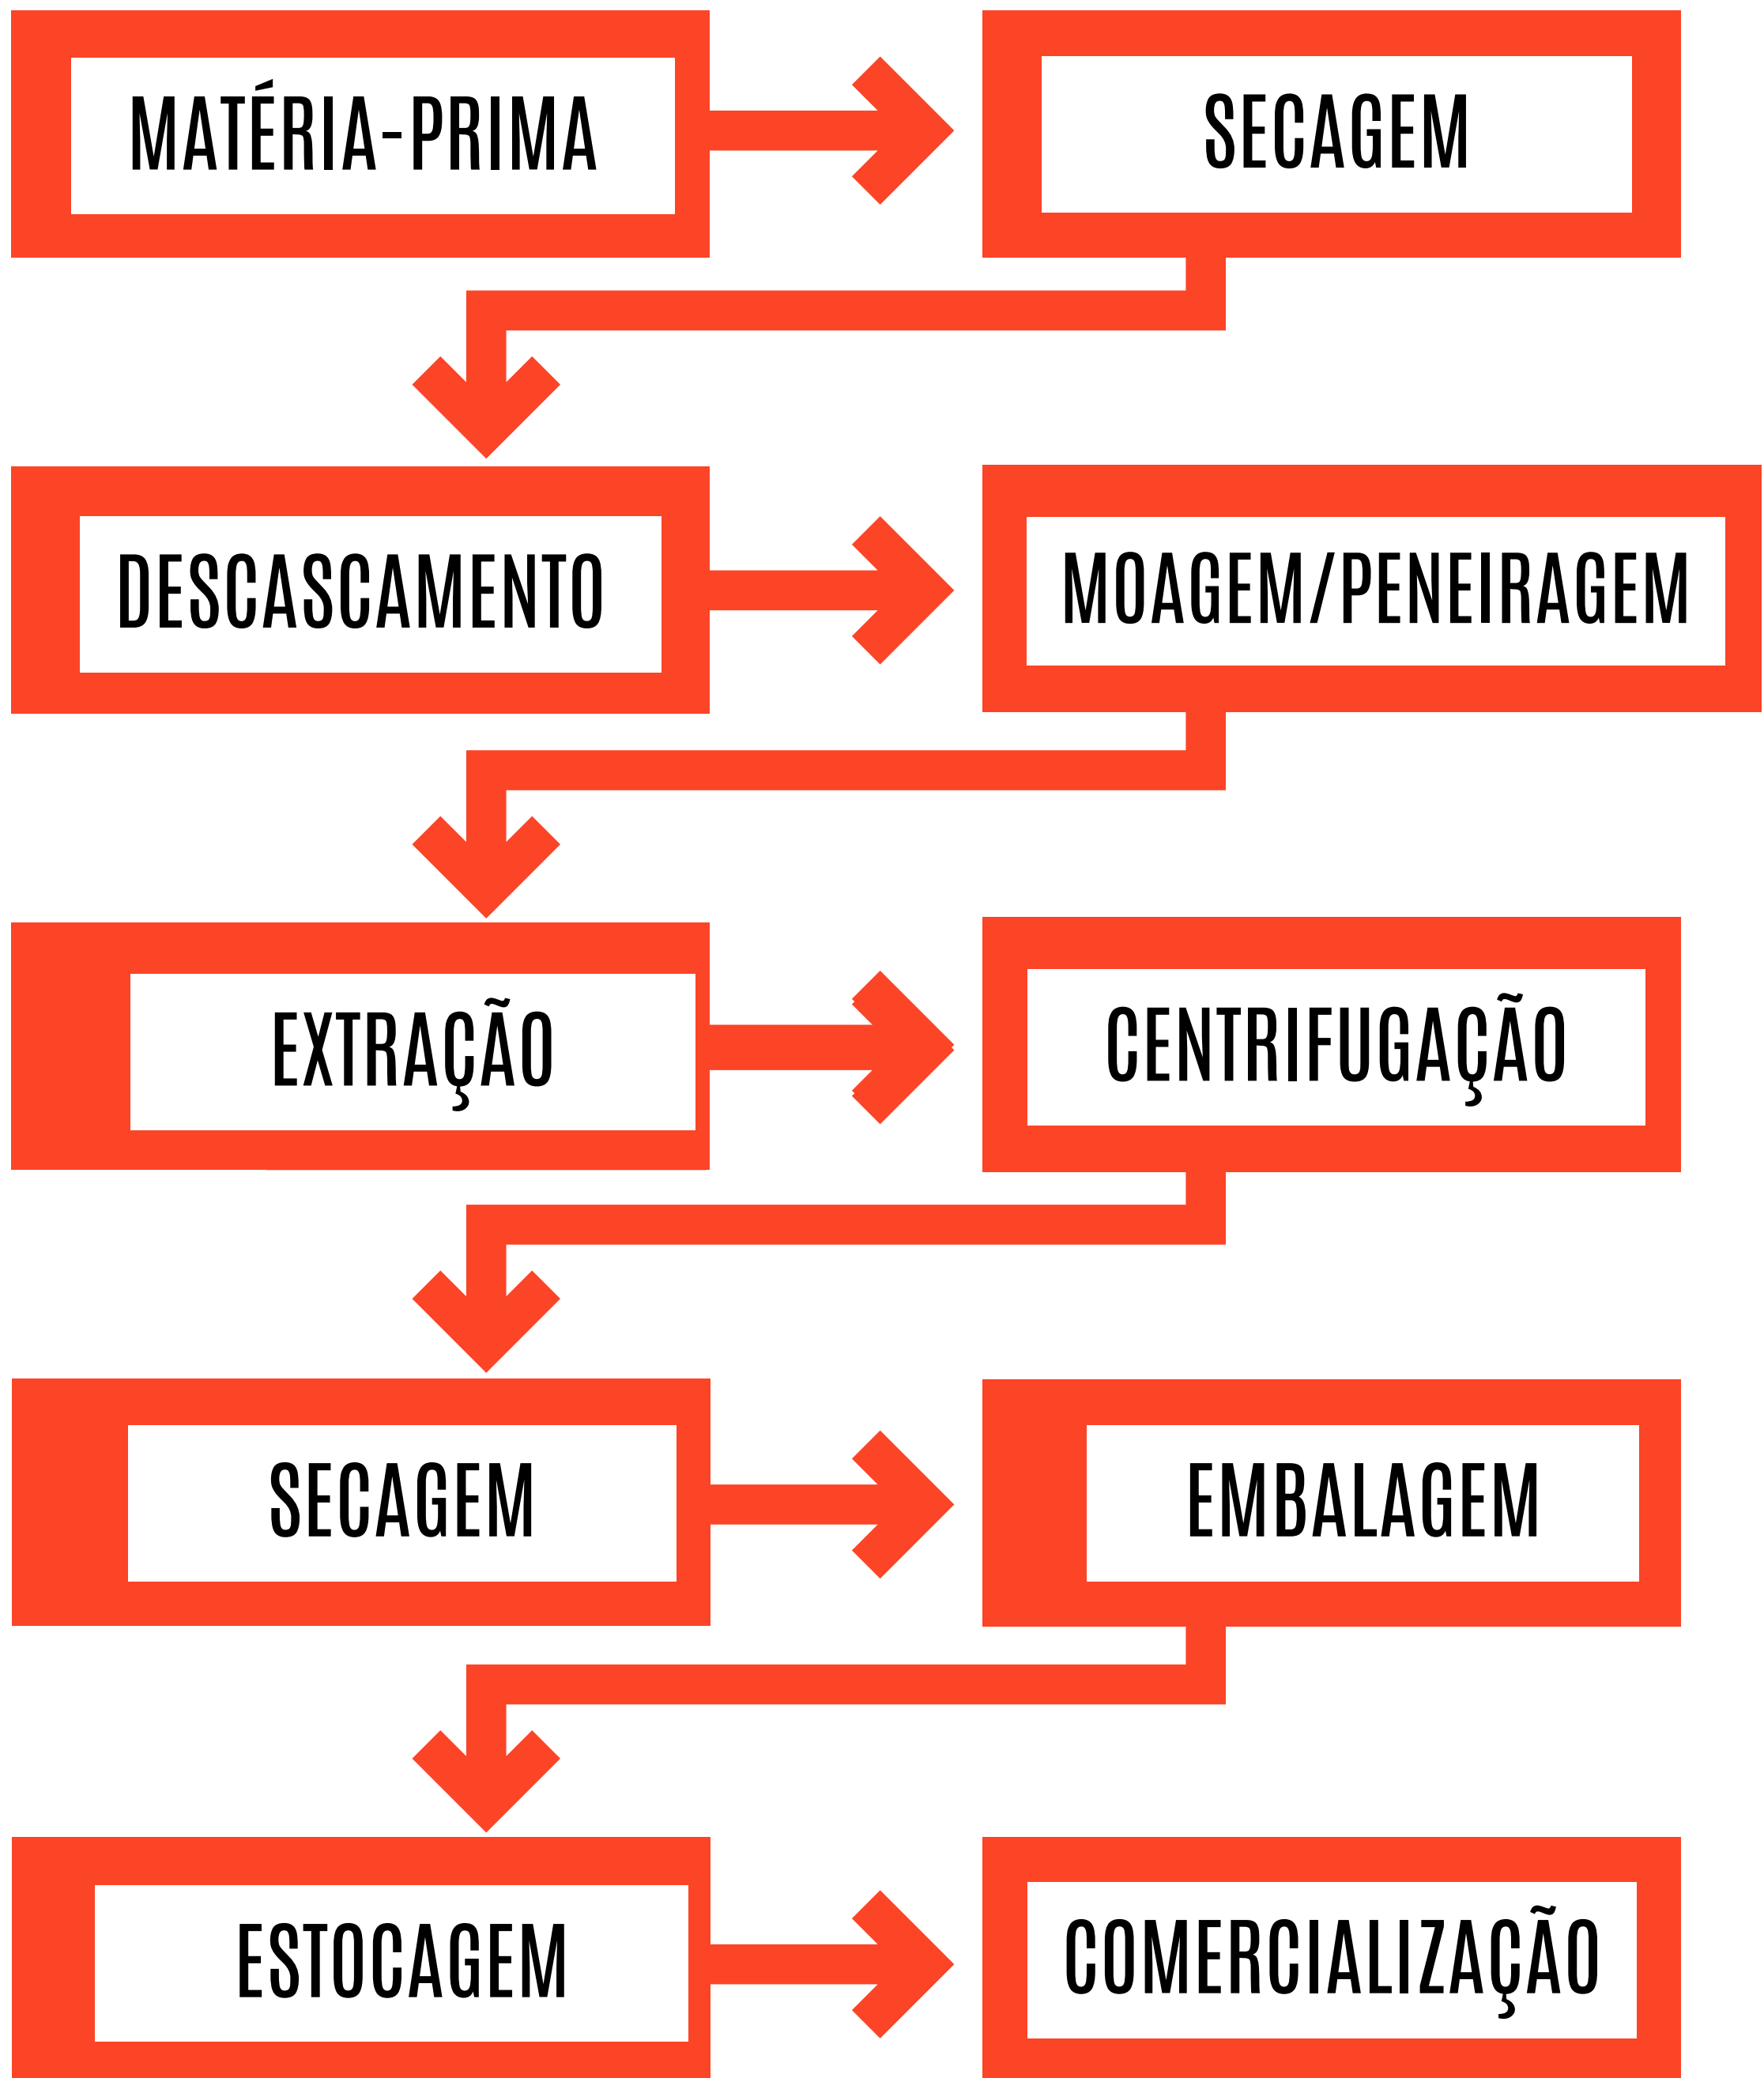 MATÉRIA-PRIMA
SECAGEM
DESCASCAMENTO
MOAGEM/PENEIRAGEM
EXTRAÇÃO
CENTRIFUGAÇÃO
SECAGEM
EMBALAGEM
ESTOCAGEM
COMERCIALIZAÇÃO